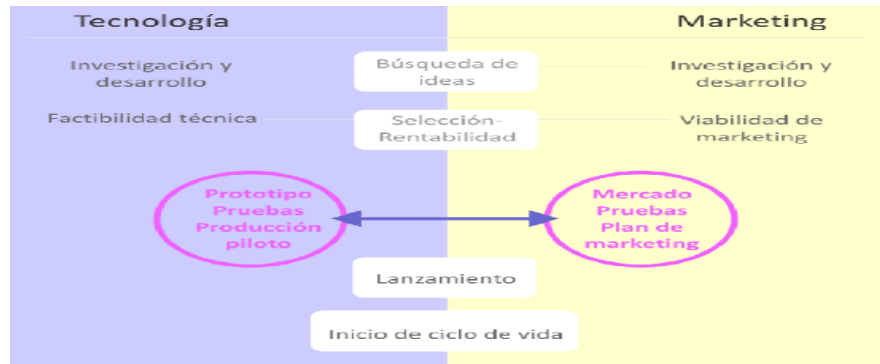 Tecnología
Marketing
Investigación y
desarrollo
Búsqueda de
ideas
Investigación y
desarrollo
Factibilidad técnica
Selección-
Rentabilidad
Viabilidad de
marketing
Prototipo
Pruebas
Producción
piloto
Mercado
Pruebas
Plan de
marketing
Lanzamiento
Inicio de ciclo de vida